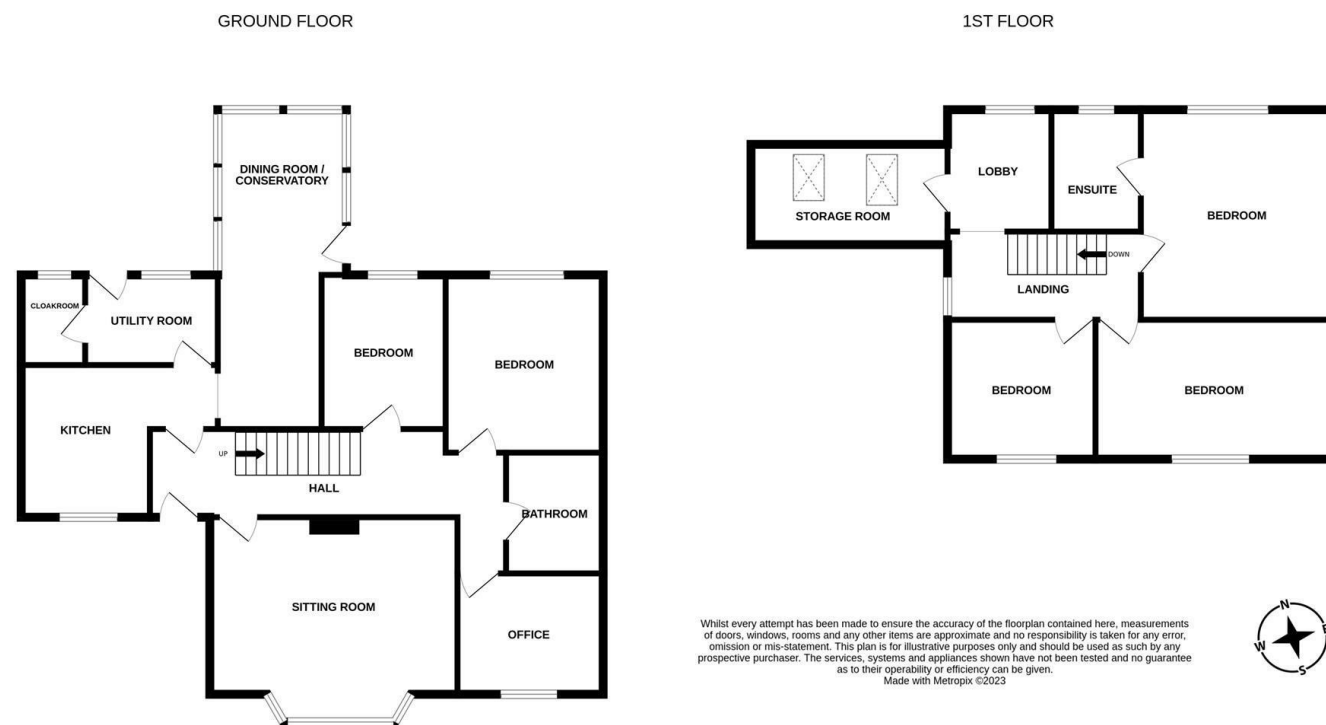 GROUND FLOOR
DINING ROOM /
CONSERVATORY
CLOAKROOM
UTILITY ROOM
BEDROOM
BEDROOM
KITCHEN
UP
HALL
BATHROOM
SITTING ROOM
OFFICE
1ST FLOOR
LOBBY
ENSUITE
STORAGE ROOM
BEDROOM
DOWN
LANDING
BEDROOM
BEDROOM
Whilst every attempt has been made to ensure the accuracy of the floorplan contained here, measurements
of doors, windows, rooms and any other items are approximate and no responsibility is taken for any error,
omission or mis-statement. This plan is for illustrative purposes only and should be used as such by any
prospective purchaser. The services, systems and appliances shown have not been tested and no guarantee
as to their operability or efficiency can be given.
Made with Metropix ©2023
N
E
W
S